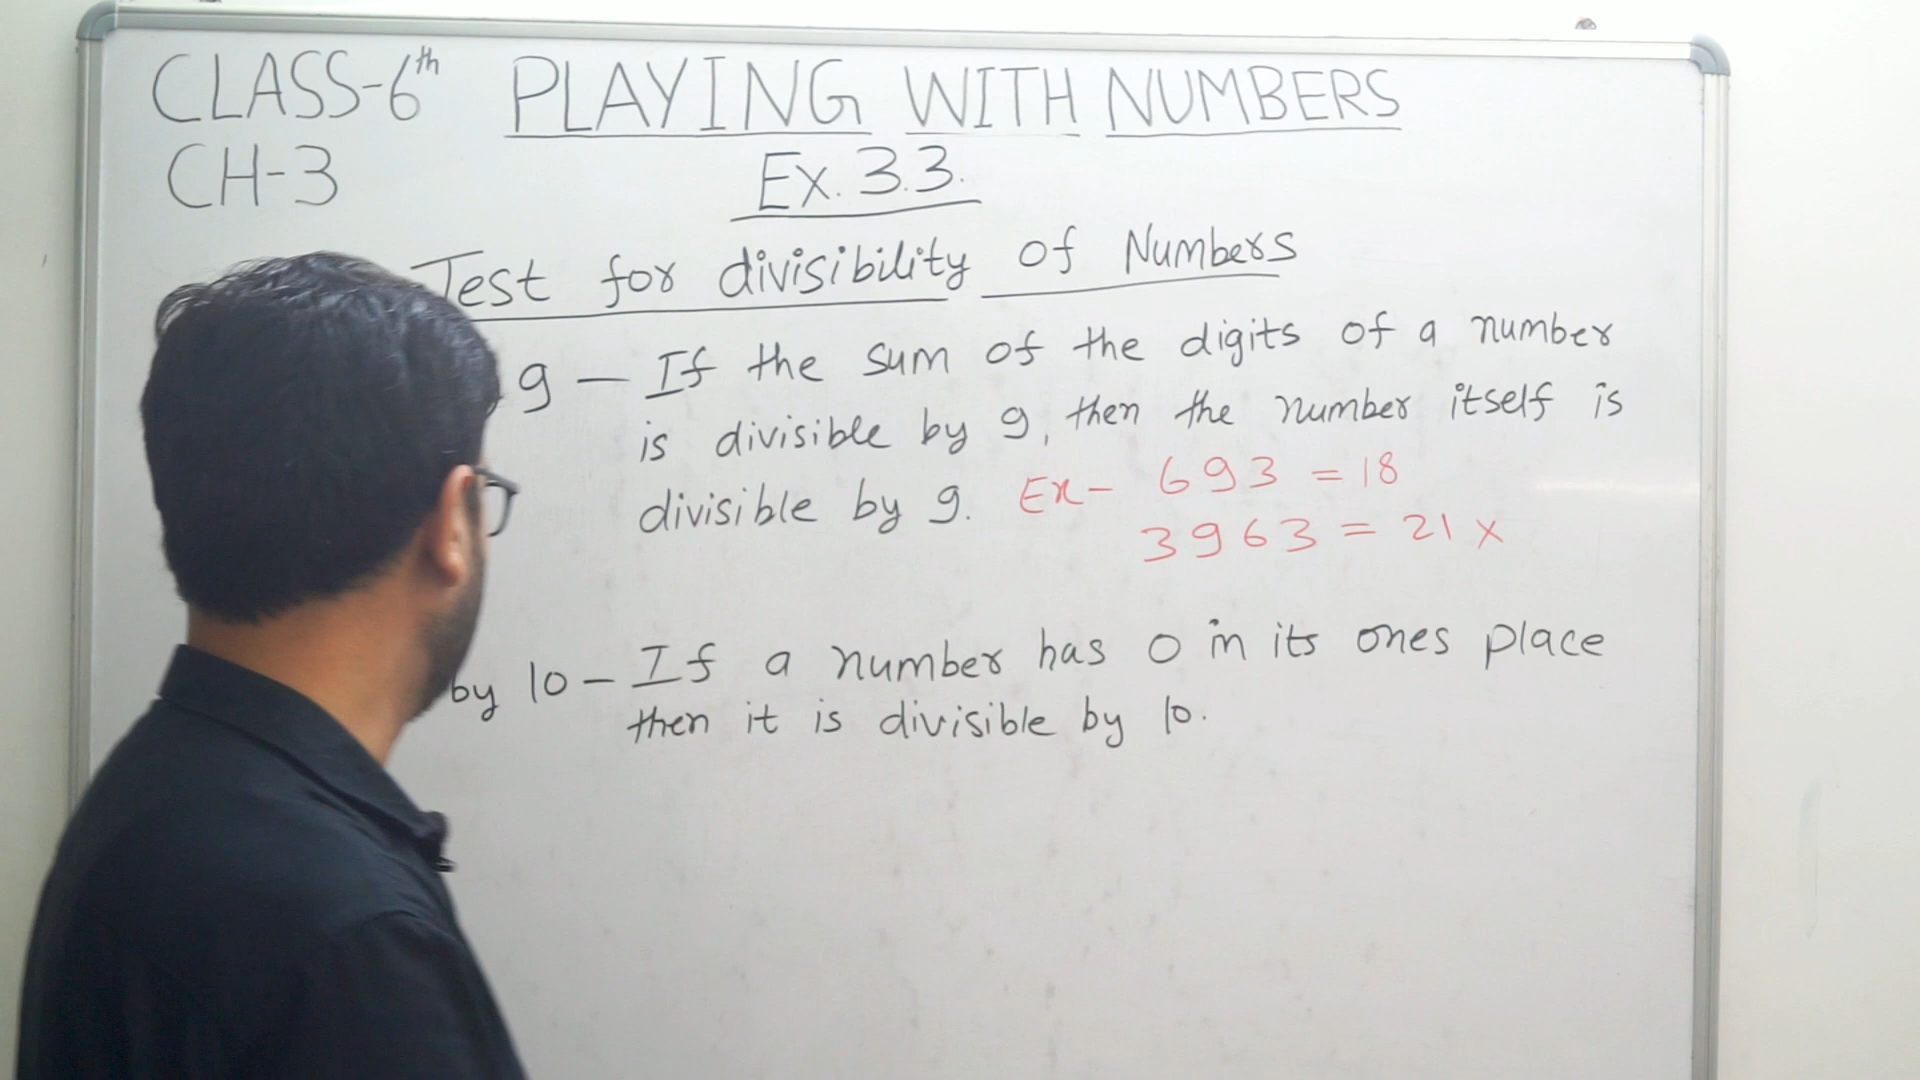 CLASS-6th PLAYING WITH NUMBERS
CH-3 Ex. 3.3.
Test for divisibility of Numbers
9 - If the sum of the digits of a number
is divisible by 9, then the number itself is
divisible by 9. Ex- 693 = 18
3963 = 21 x
by 10 - If a number has 0 in its ones place
then it is divisible by 10.